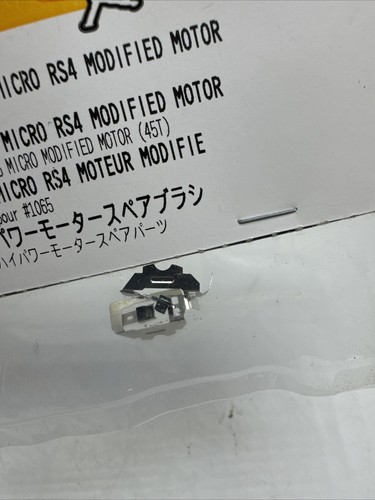 MICRO RS4 MODIFIED MOTOR
MICRO RS4 MODIFIED MOTOR
MICRO MODIFIED MOTOR (45T)
MICRO RS4 MOTEUR MODIFIE
pour #1065
パワーモータースペアブラシ
ハイパワーモータースペアパーツ